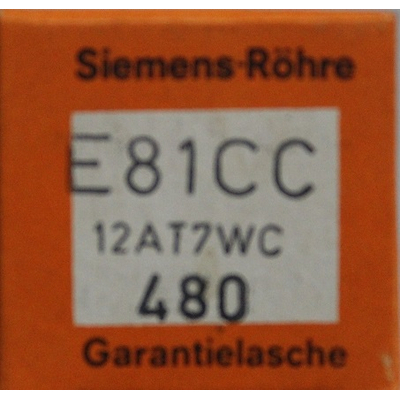 Siemens-Röhre
E81CC
12AT7WC
480
Garantielasche